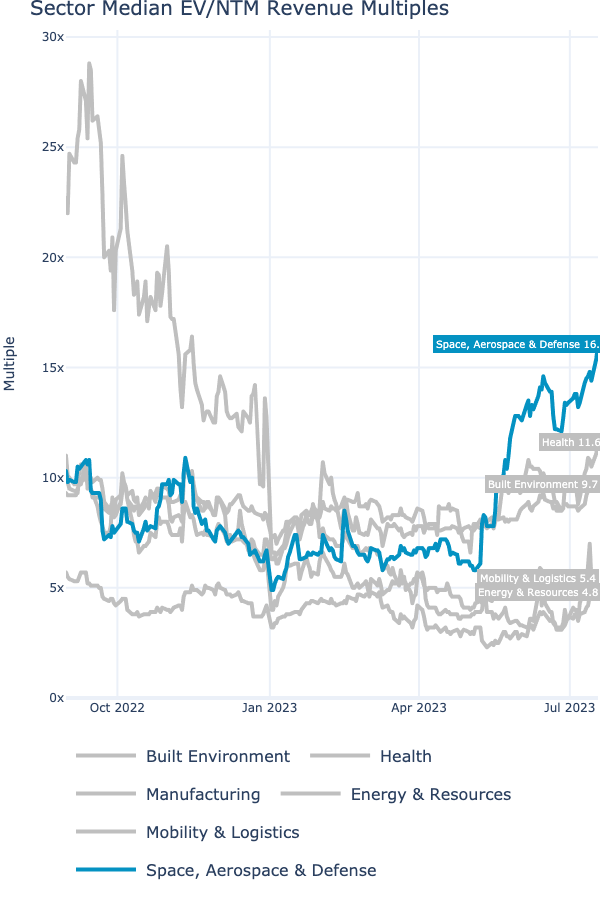 Sector Median EV/NTM Revenue Multiples
30x
25x
20x
15x
10x
5x
0x
Multiple
Space, Aerospace & Defense 16.
Health 11.6
Built Environment 9.7
Mobility & Logistics 5.4
Energy & Resources 4.8
Oct 2022 Jan 2023 Apr 2023 Jul 2023
Built Environment Health
Manufacturing Energy & Resources
Mobility & Logistics
Space, Aerospace & Defense